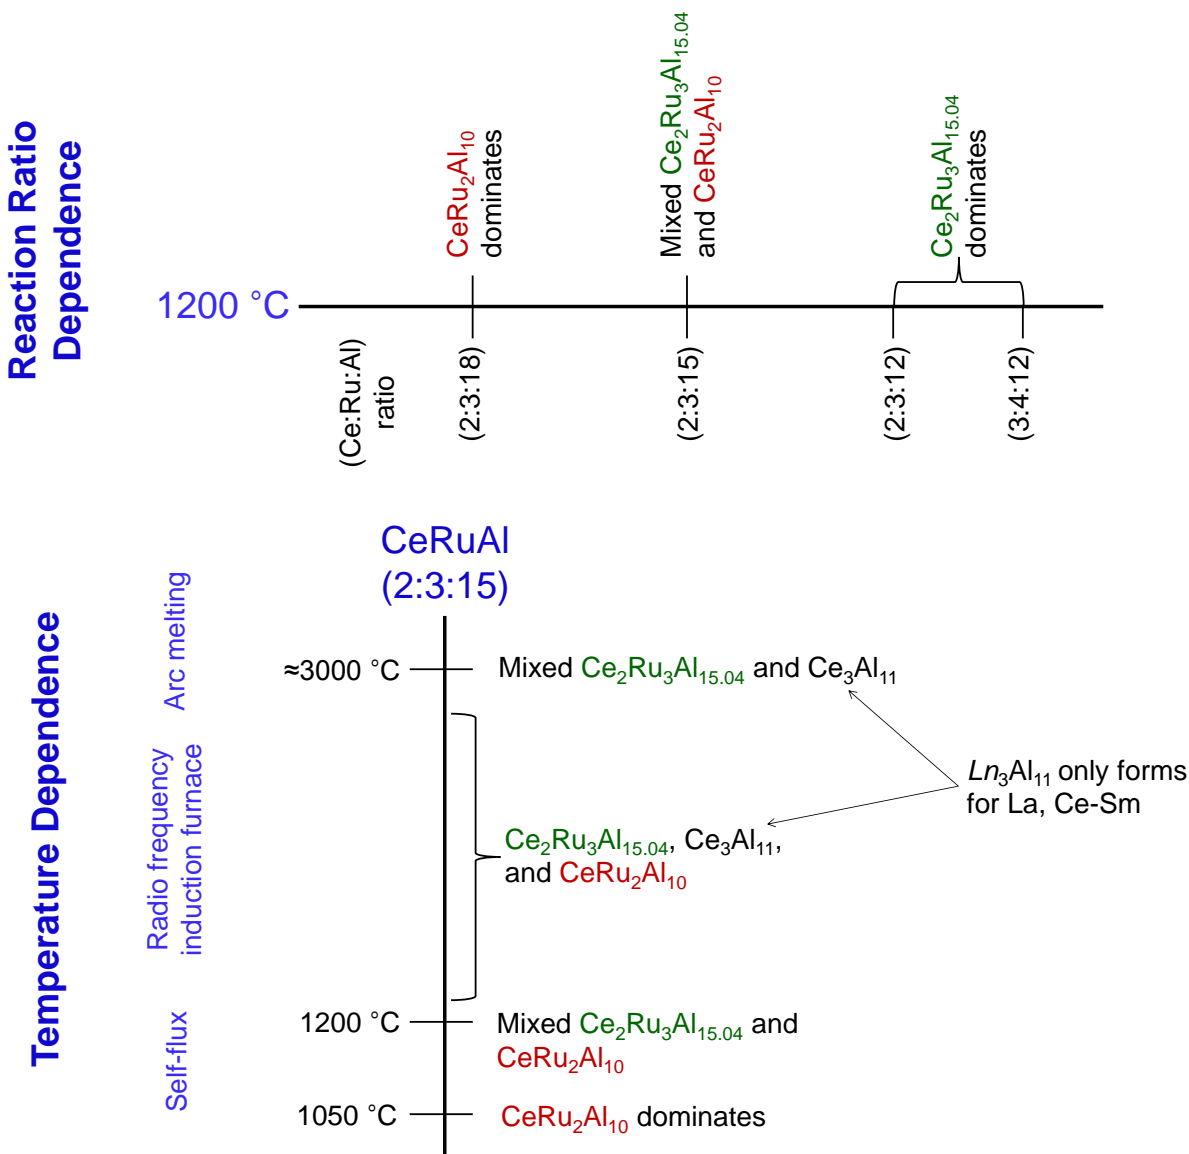 Reaction Ratio
Dependence
1200 °C
CeRu₂Al₁₀
dominates
Mixed Ce₂Ru₃Al₁₅.₀₄
and CeRu₂Al₁₀
Ce₂Ru₃Al₁₅.₀₄
dominates
(Ce:Ru:Al)
ratio
(2:3:18)
(2:3:15)
(2:3:12)
(3:4:12)
CeRuAl
(2:3:15)
Temperature Dependence
Arc melting
≈3000 °C
Mixed Ce₂Ru₃Al₁₅.₀₄ and Ce₃Al₁₁
Radio frequency
induction furnace
Ce₂Ru₃Al₁₅.₀₄, Ce₃Al₁₁,
and CeRu₂Al₁₀
Ln₃Al₁₁ only forms
for La, Ce-Sm
Self-flux
1200 °C
Mixed Ce₂Ru₃Al₁₅.₀₄ and
CeRu₂Al₁₀
1050 °C
CeRu₂Al₁₀ dominates